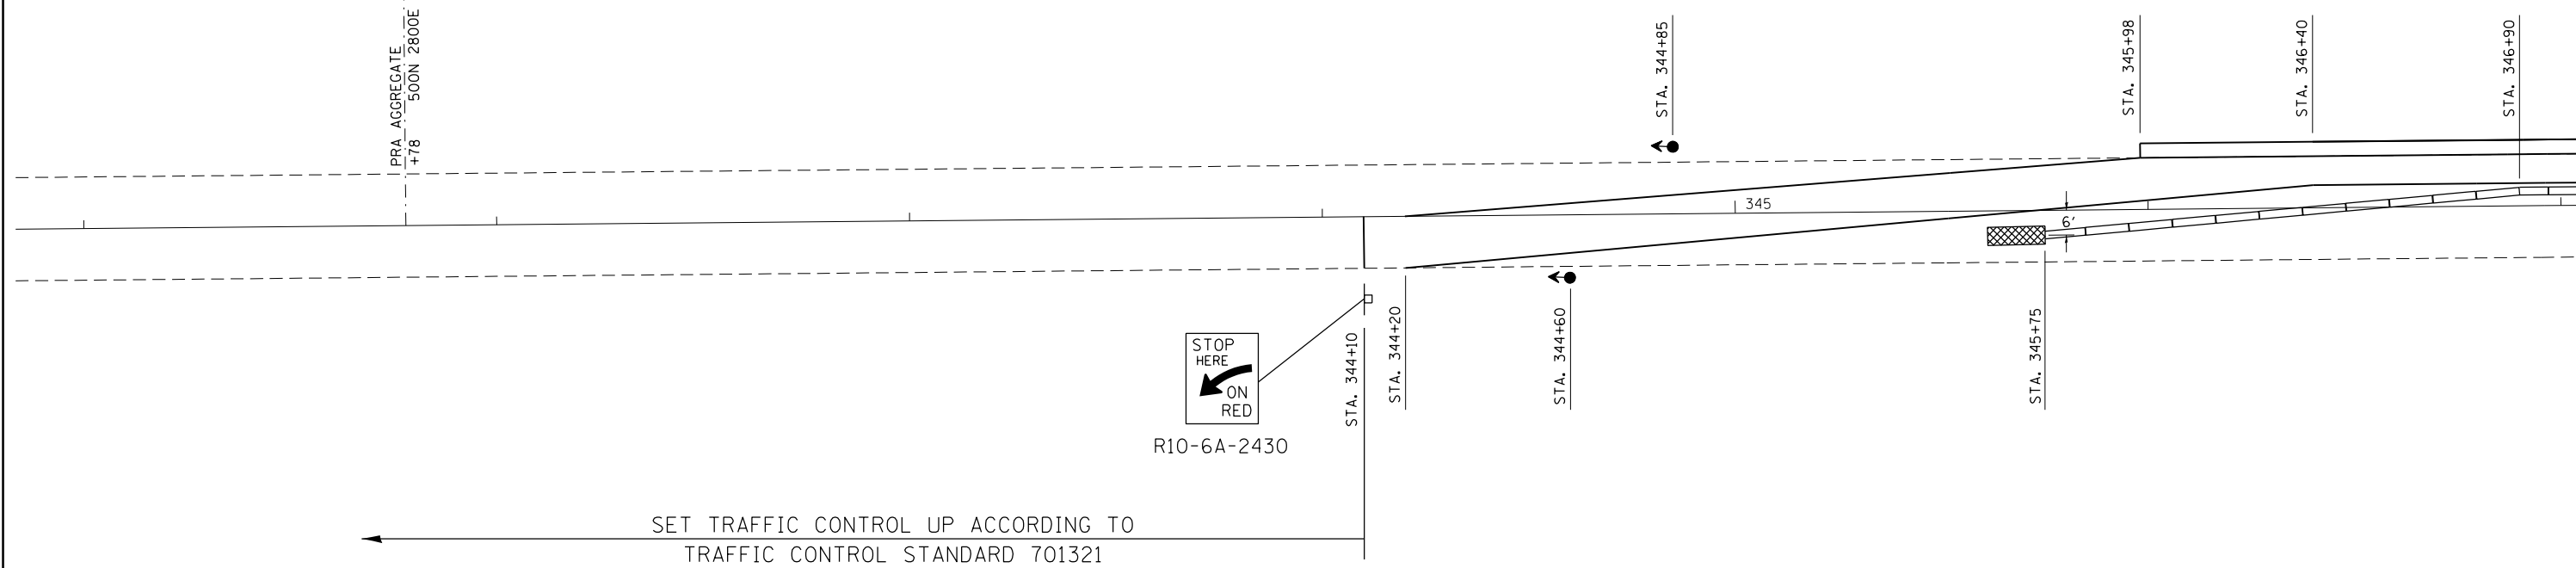 PRA AGGREGATE
+78 500N 2800E
STA. 344+85
STA. 345+98
STA. 346+40
STA. 346+90
345
6'
STOP
HERE
ON
RED
R10-6A-2430
STA. 344+10
STA. 344+20
STA. 344+60
STA. 345+75
SET TRAFFIC CONTROL UP ACCORDING TO
TRAFFIC CONTROL STANDARD 701321